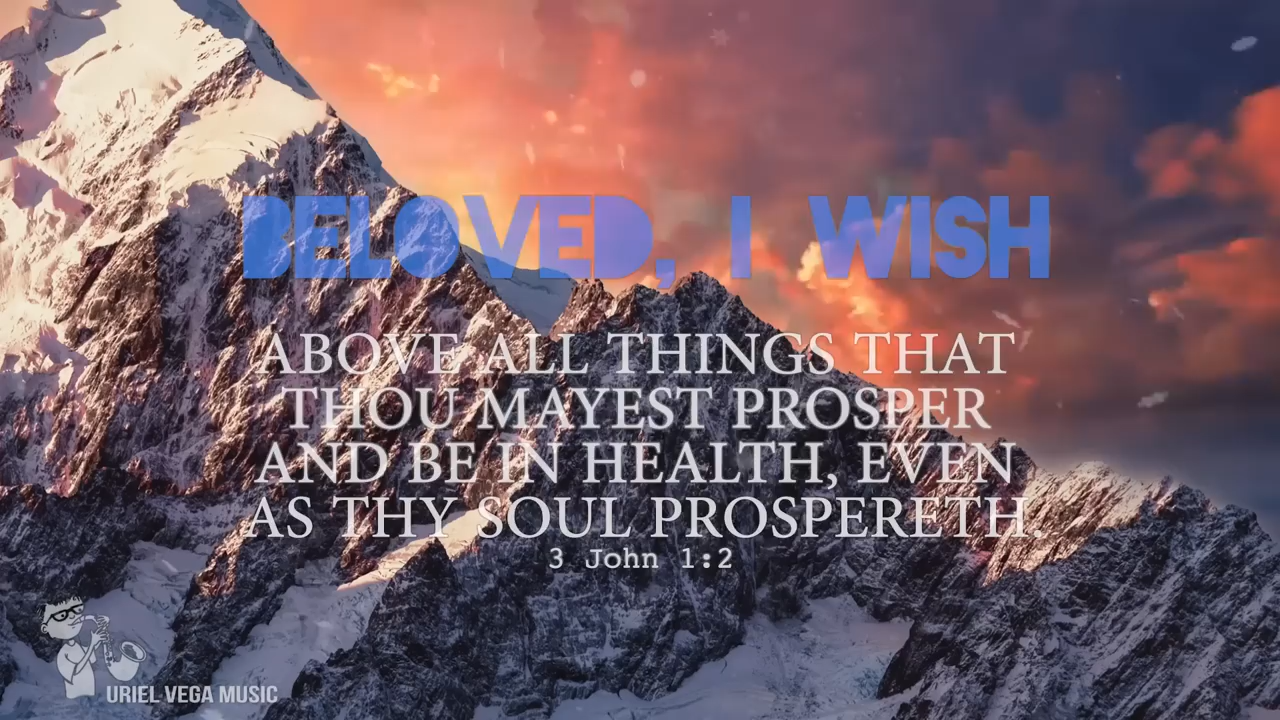 BELOVED, I WISH
ABOVE ALL THINGS THAT
THOU MAYEST PROSPER
AND BE IN HEALTH, EVEN
AS THY SOUL PROSPERETH.
3 John 1:2
URIEL VEGA MUSIC